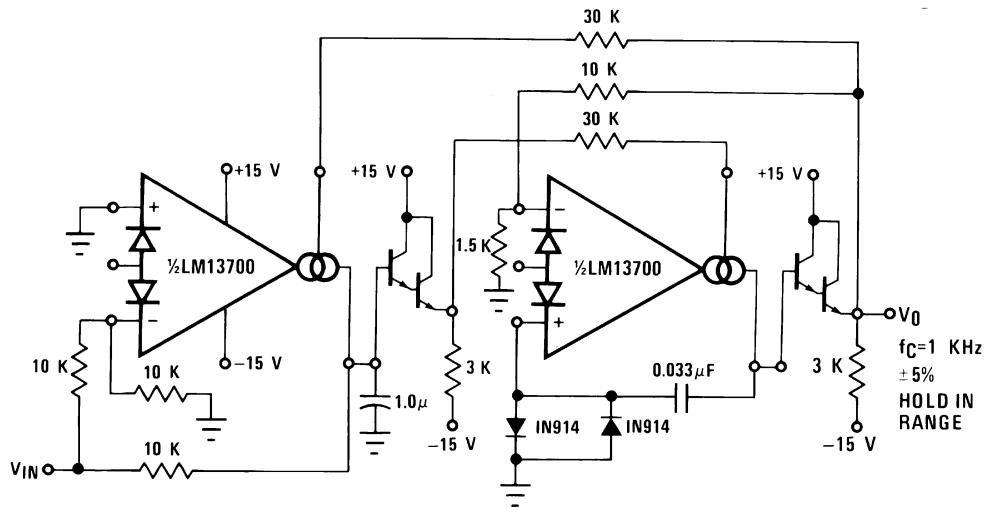 30 K
10 K
30 K
+15 V
+15 V
+15 V
+
½LM13700
−
−15 V
10 K
10 K
10 K
VIN
1.0μ
3 K
−15 V
1.5 K
−
½LM13700
+
0.033μF
IN914
IN914
VO
3 K
−15 V
fC=1 KHz
±5%
HOLD IN
RANGE